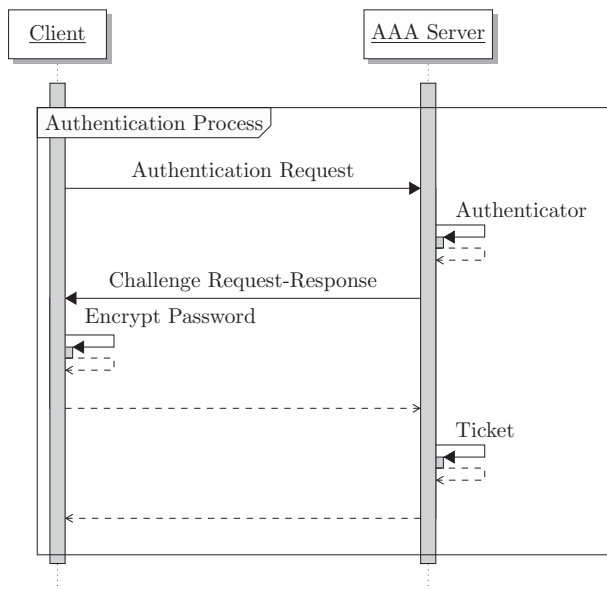 Client
AAA Server
Authentication Process
Authentication Request
Authenticator
Challenge Request-Response
Encrypt Password
Ticket